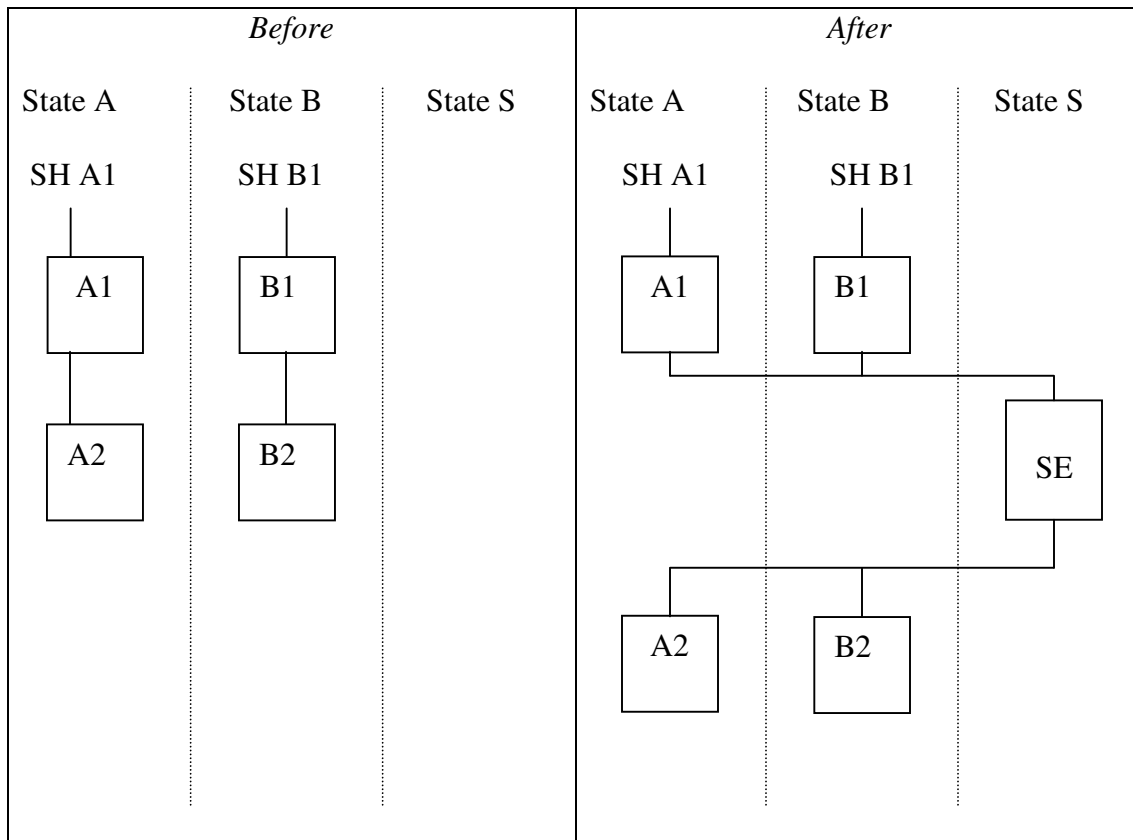 Before
State A State B State S
SH A1 SH B1
A1 B1
A2 B2
After
State A State B State S
SH A1 SH B1
A1 B1
SE
A2 B2